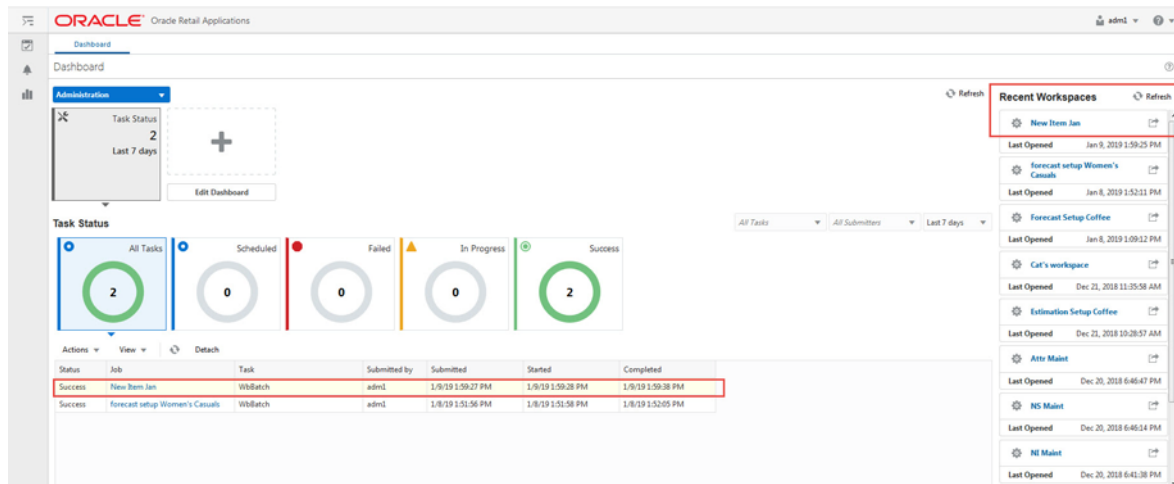 ORACLE® Oracle Retail Applications
adm1
Dashboard
Dashboard
Administration
Refresh
Task Status
2
Last 7 days
Edit Dashboard
Task Status
All Tasks
All Submitters
Last 7 days
All Tasks
2
Scheduled
0
Failed
0
In Progress
0
Success
2
Actions View Detach
Status Job Task Submitted by Submitted Started Completed
Success New Item Jan WbBatch adm1 1/9/19 1:59:27 PM 1/9/19 1:59:28 PM 1/9/19 1:59:38 PM
Success forecast setup Women's Casuals WbBatch adm1 1/8/19 1:51:56 PM 1/8/19 1:51:58 PM 1/8/19 1:52:05 PM
Recent Workspaces Refresh
New Item Jan
Last Opened Jan 9, 2019 1:59:25 PM
forecast setup Women's
Casuals
Last Opened Jan 8, 2019 1:52:11 PM
Forecast Setup Coffee
Last Opened Jan 8, 2019 1:09:12 PM
Cat's workspace
Last Opened Dec 21, 2018 11:35:58 AM
Estimation Setup Coffee
Last Opened Dec 21, 2018 10:28:57 AM
Attr Maint
Last Opened Dec 20, 2018 6:46:47 PM
NS Maint
Last Opened Dec 20, 2018 6:46:14 PM
NI Maint
Last Opened Dec 20, 2018 6:41:38 PM